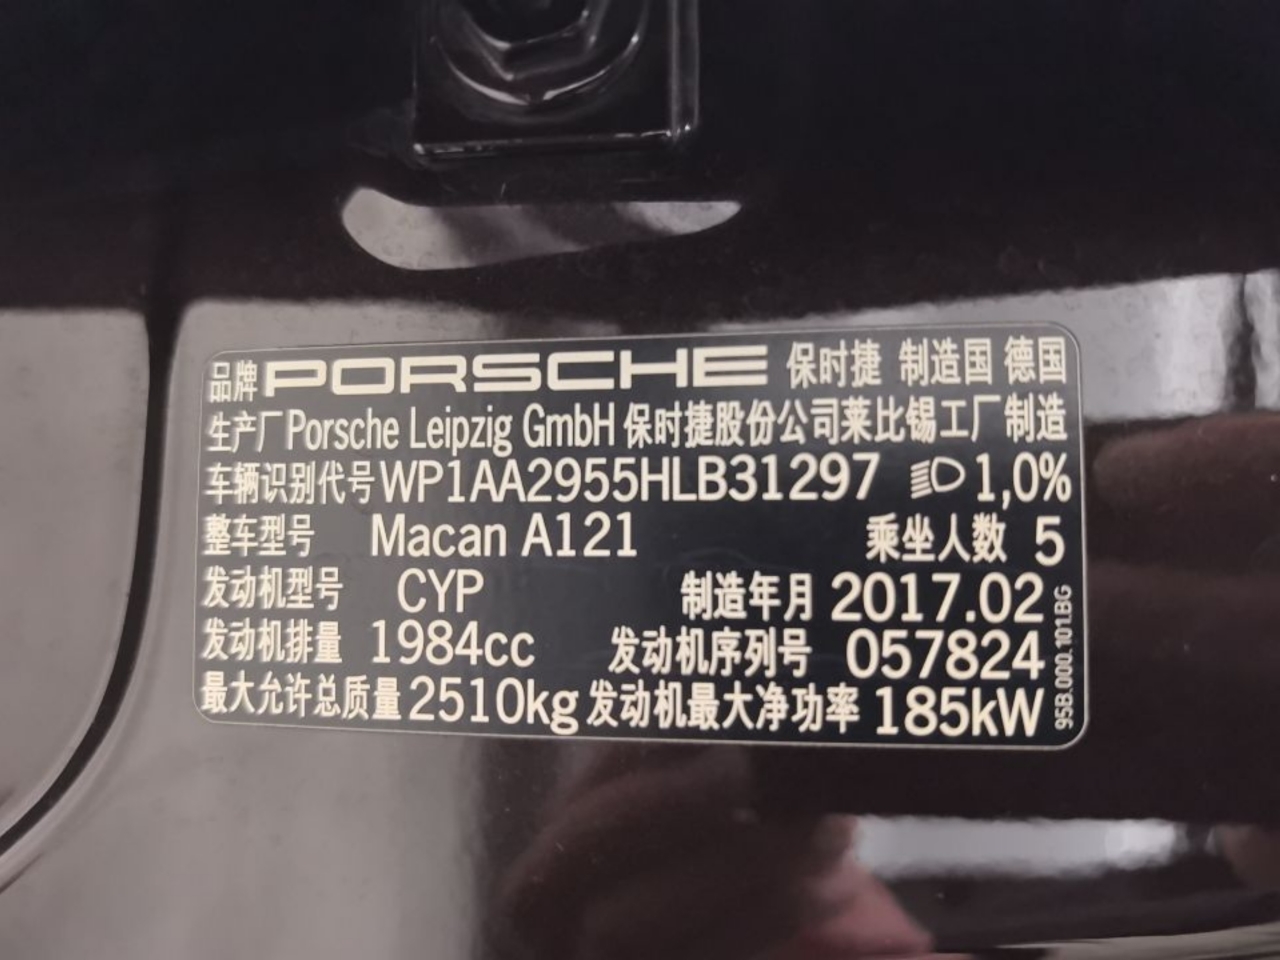 品牌 PORSCHE 保时捷 制造国 德国
生产厂 Porsche Leipzig GmbH 保时捷股份公司莱比锡工厂制造
车辆识别代号 WP1AA2955HLB31297 1,0%
整车型号 Macan A121 乘坐人数 5
发动机型号 CYP 制造年月 2017.02
发动机排量 1984cc 发动机序列号 057824
最大允许总质量 2510kg 发动机最大净功率 185kW
95B.000.101.BG